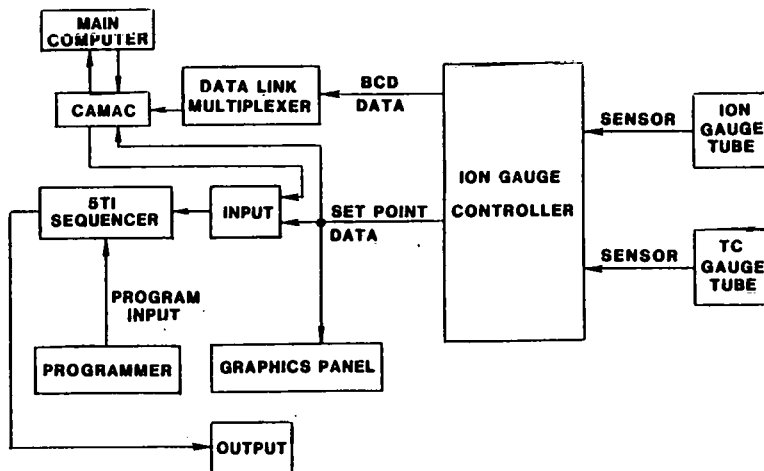 MAIN
COMPUTER
CAMAC
DATA LINK
MULTIPLEXER
BCD
DATA
ION GAUGE
CONTROLLER
SENSOR
ION
GAUGE
TUBE
5TI
SEQUENCER
INPUT
SET POINT
DATA
SENSOR
TC
GAUGE
TUBE
PROGRAM
INPUT
PROGRAMMER
GRAPHICS PANEL
OUTPUT